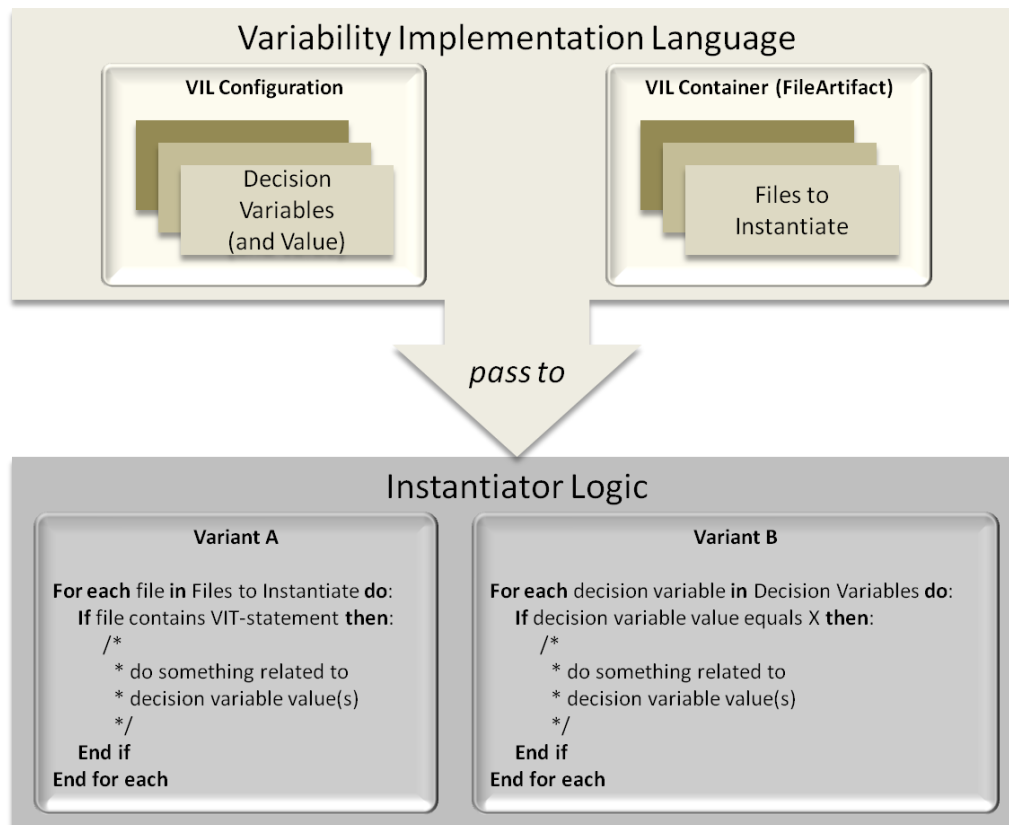 Variability Implementation Language
VIL Configuration
Decision
Variables
(and Value)
VIL Container (FileArtifact)
Files to
Instantiate
pass to
Instantiator Logic
Variant A
For each file in Files to Instantiate do:
If file contains VIT-statement then:
/*
* do something related to
* decision variable value(s)
*/
End if
End for each
Variant B
For each decision variable in Decision Variables do:
If decision variable value equals X then:
/*
* do something related to
* decision variable value(s)
*/
End if
End for each